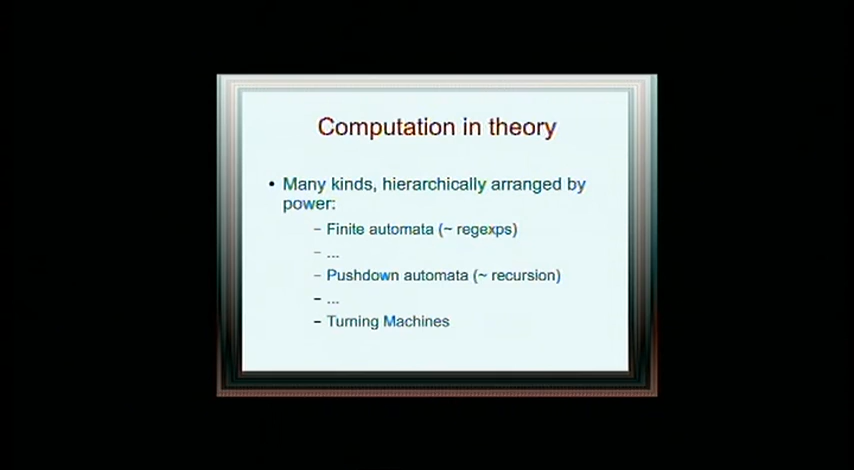 Computation in theory
• Many kinds, hierarchically arranged by
power:
– Finite automata (~ regexps)
– ...
– Pushdown automata (~ recursion)
– ...
– Turning Machines